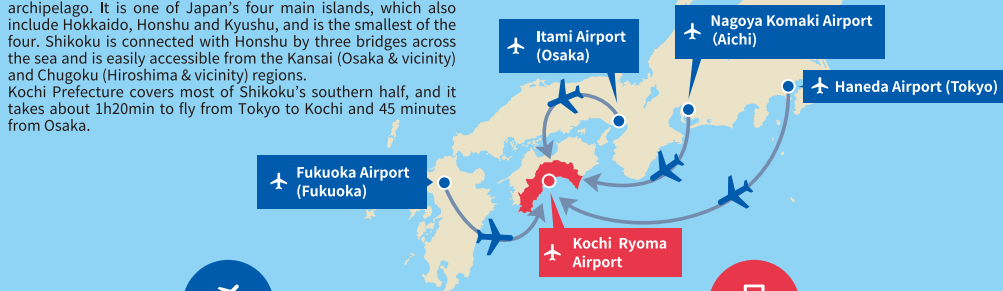 archipelago. It is one of Japan's four main islands, which also
include Hokkaido, Honshu and Kyushu, and is the smallest of the
four. Shikoku is connected with Honshu by three bridges across
the sea and is easily accessible from the Kansai (Osaka & vicinity)
and Chugoku (Hiroshima & vicinity) regions.
Kochi Prefecture covers most of Shikoku's southern half, and it
takes about 1h20min to fly from Tokyo to Kochi and 45 minutes
from Osaka.
Itami Airport
(Osaka)
Nagoya Komaki Airport
(Aichi)
Haneda Airport (Tokyo)
Fukuoka Airport
(Fukuoka)
Kochi Ryoma
Airport